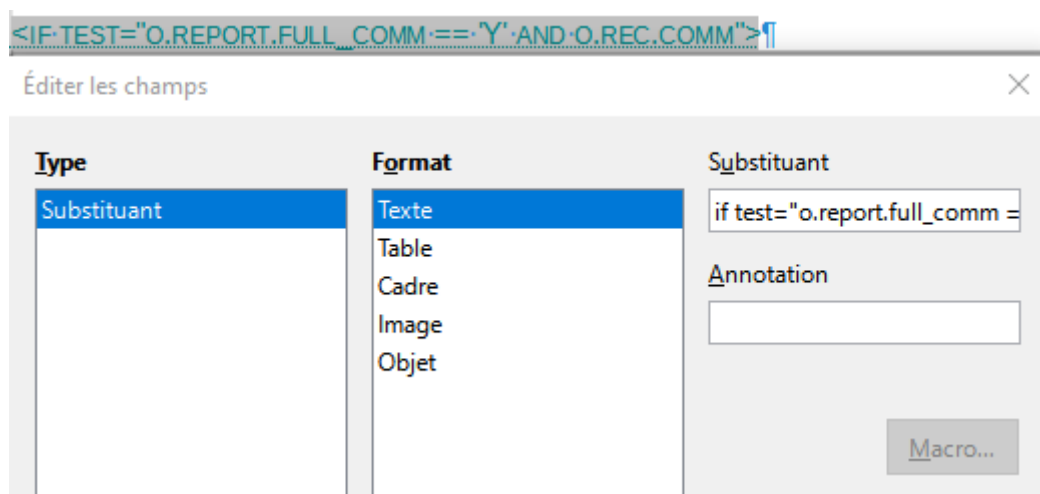 <IF TEST="O.REPORT.FULL_COMM == 'Y' AND O.REC.COMM">¶
Éditer les champs
Type
Format
Substituant
Substituant
Texte
if test="o.report.full_comm =
Table
Annotation
Cadre
Image
Objet
Macro...